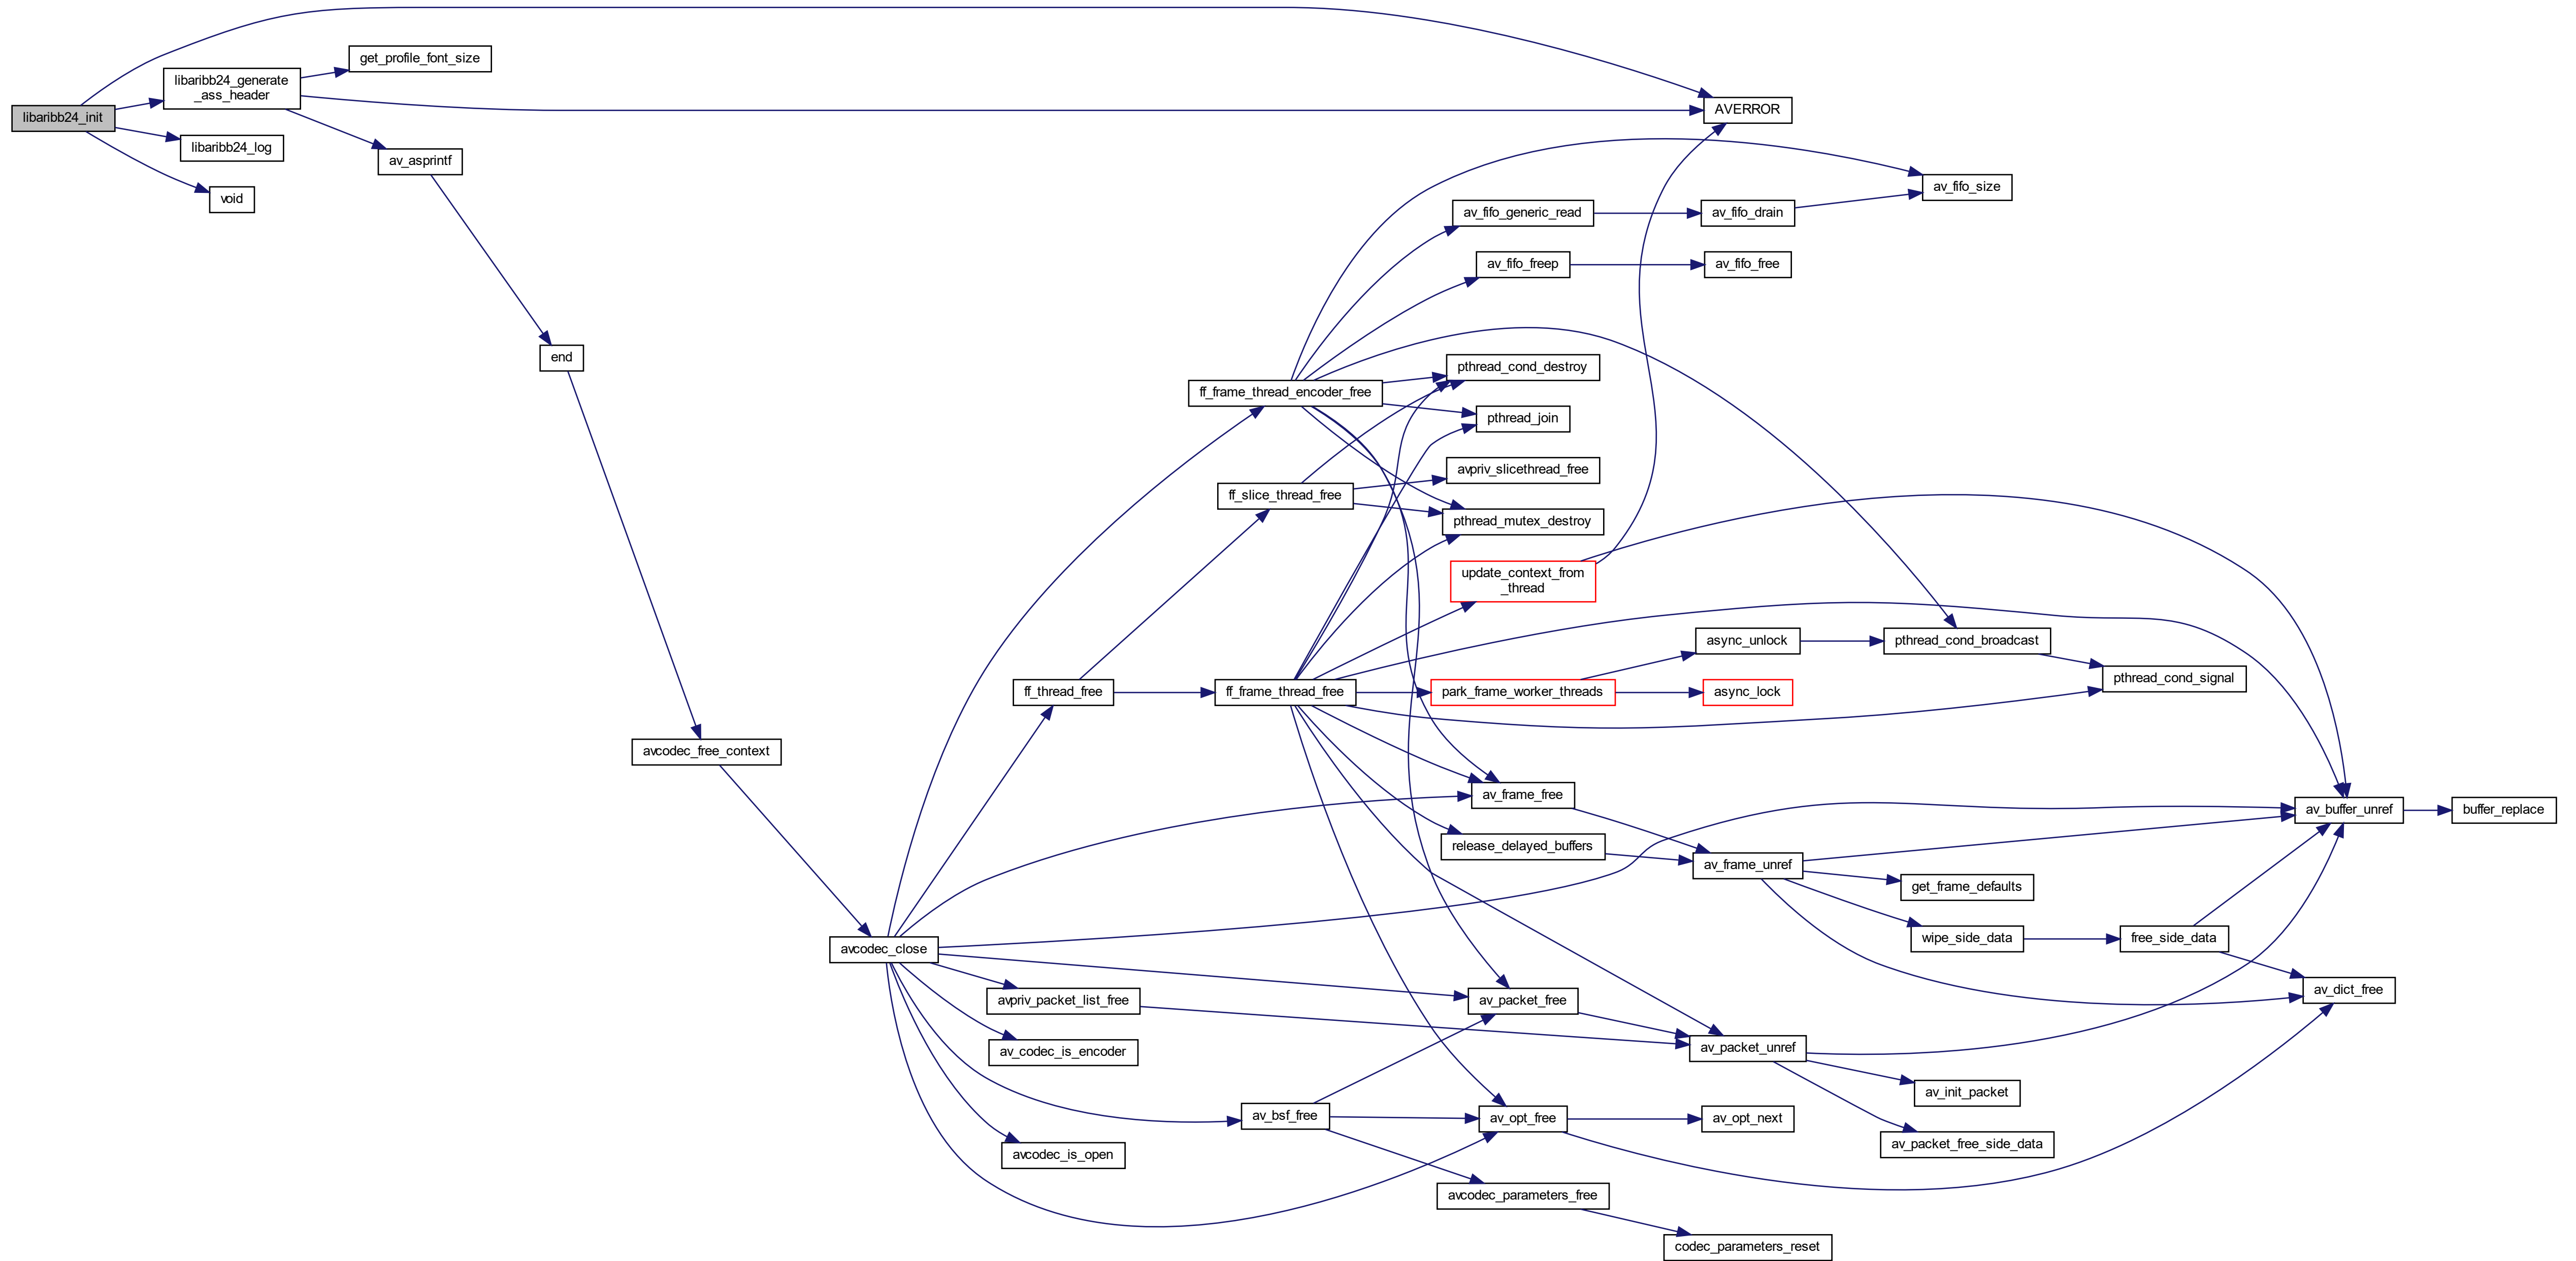 libaribb24_init
libaribb24_generate
_ass_header
libaribb24_log
void
get_profile_font_size
av_asprintf
end
avcodec_free_context
avcodec_close
ff_thread_free
avpriv_packet_list_free
av_codec_is_encoder
avcodec_is_open
ff_frame_thread_encoder_free
ff_slice_thread_free
ff_frame_thread_free
av_bsf_free
av_fifo_generic_read
av_fifo_freep
pthread_cond_destroy
pthread_join
avpriv_slicethread_free
pthread_mutex_destroy
update_context_from
_thread
park_frame_worker_threads
av_frame_free
release_delayed_buffers
av_packet_free
av_opt_free
avcodec_parameters_free
AVERROR
av_fifo_drain
av_fifo_free
async_unlock
async_lock
av_frame_unref
av_packet_unref
av_opt_next
codec_parameters_reset
av_fifo_size
pthread_cond_broadcast
get_frame_defaults
wipe_side_data
av_init_packet
av_packet_free_side_data
pthread_cond_signal
free_side_data
av_buffer_unref
av_dict_free
buffer_replace